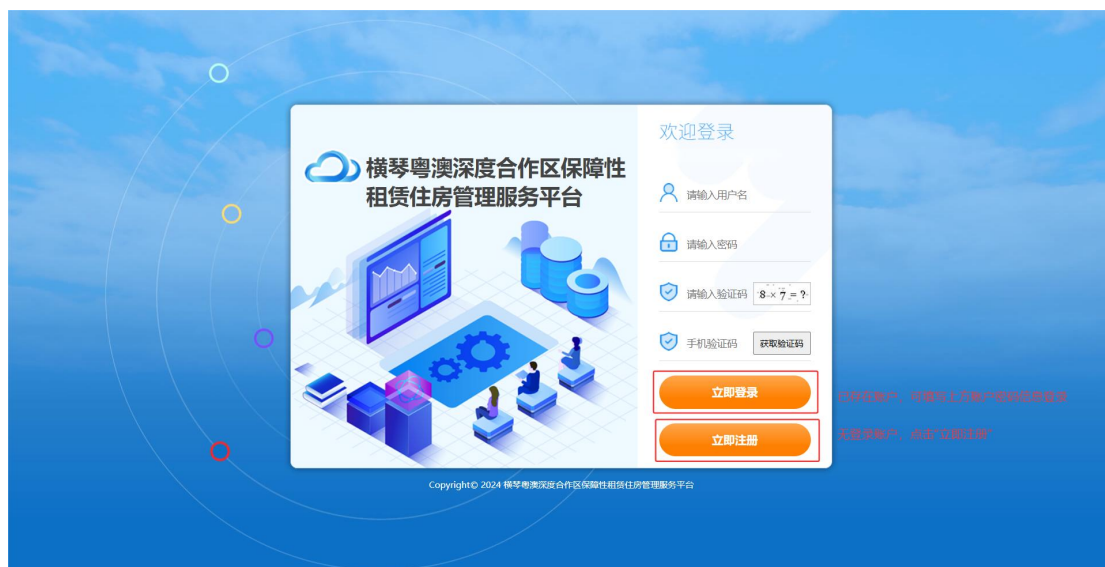 欢迎登录
横琴粤澳深度合作区保障性
租赁住房管理服务平台
请输入用户名
请输入密码
请输入验证码
8 × 7 = ?
手机验证码
获取验证码
立即登录
立即注册
无登录账户，点击“立即注册”
Copyright© 2024 横琴粤澳深度合作区保障性租赁住房管理服务平台